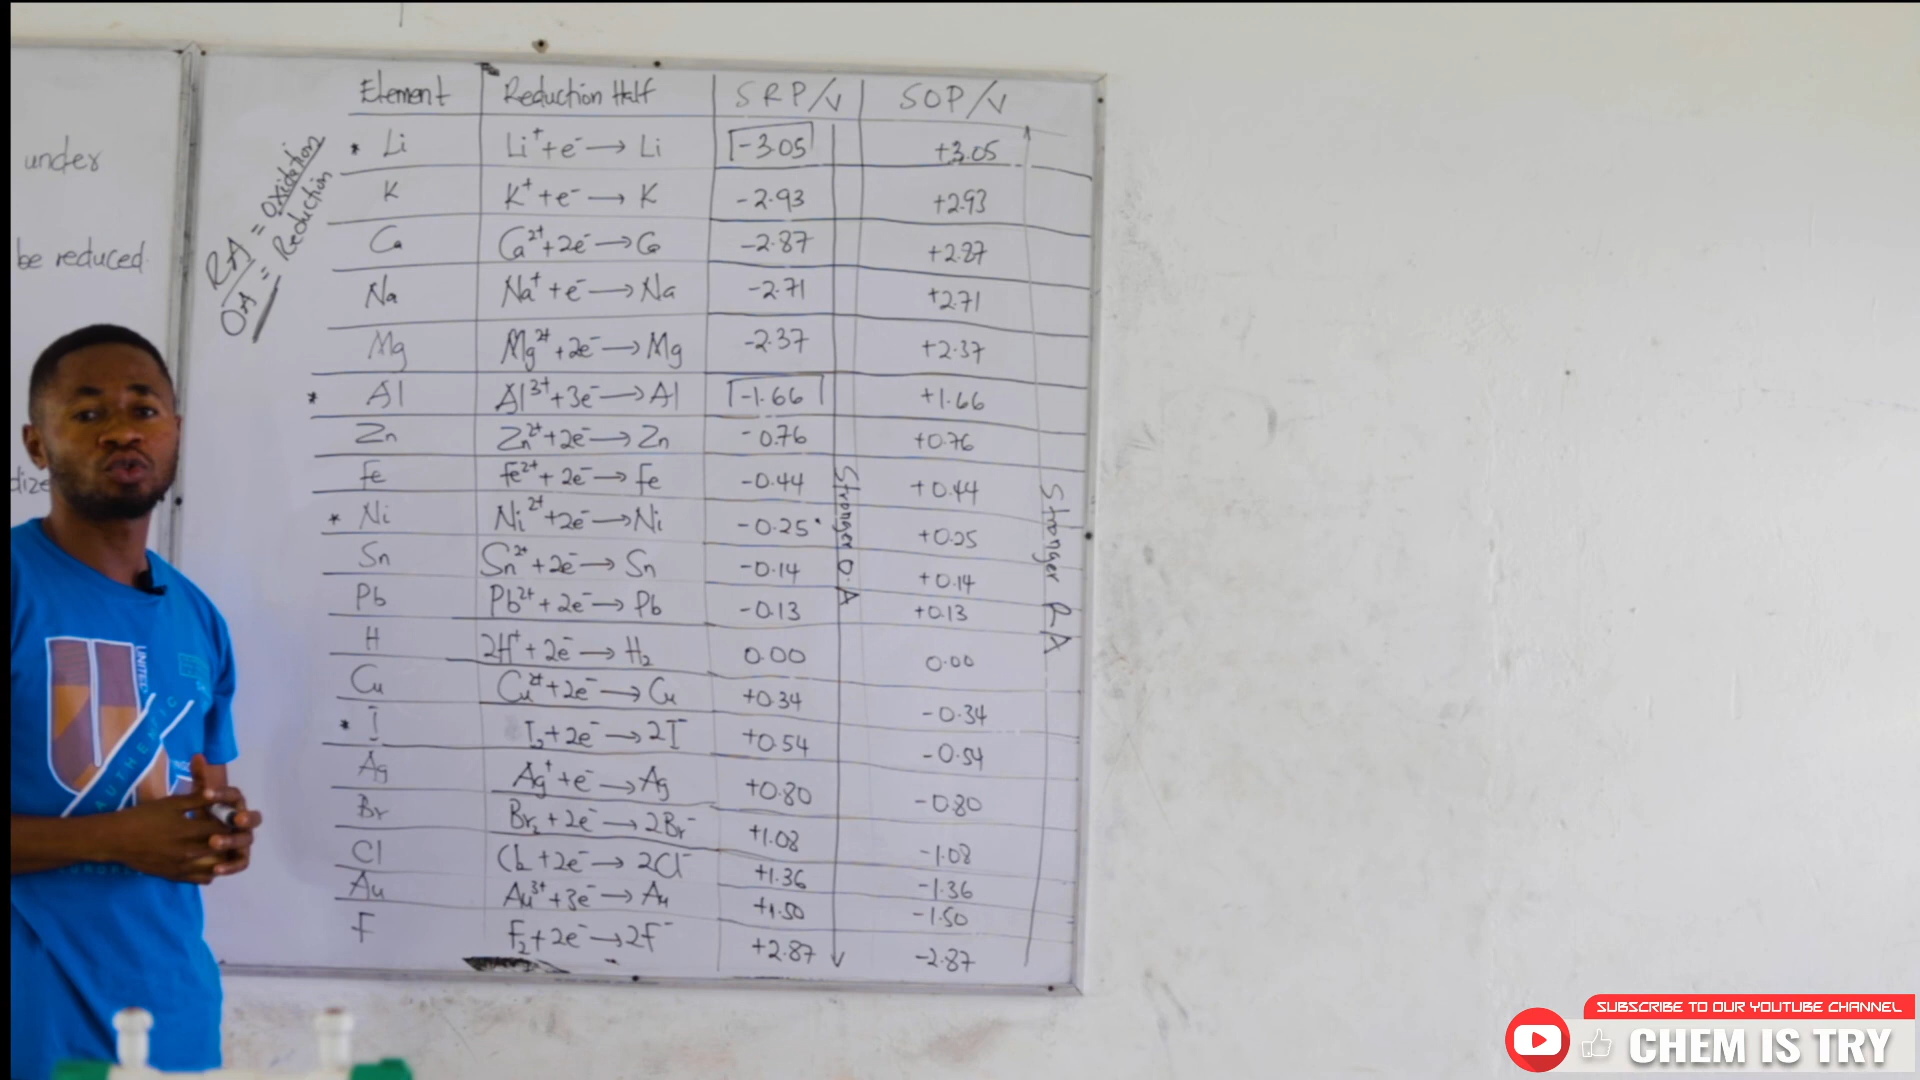 under
be reduced
dize
RA = Oxidation
OA = Reduction
Element Reduction Half SRP/V SOP/V
* Li Li⁺ + e⁻ → Li -3.05 +3.05
K K⁺ + e⁻ → K -2.93 +2.93
Ca Ca²⁺ + 2e⁻ → Ca -2.87 +2.87
Na Na⁺ + e⁻ → Na -2.71 +2.71
Mg Mg²⁺ + 2e⁻ → Mg -2.37 +2.37
* Al Al³⁺ + 3e⁻ → Al -1.66 +1.66
Zn Zn²⁺ + 2e⁻ → Zn -0.76 +0.76
Fe Fe²⁺ + 2e⁻ → Fe -0.44 +0.44
* Ni Ni²⁺ + 2e⁻ → Ni -0.25 +0.25
Sn Sn²⁺ + 2e⁻ → Sn -0.14 +0.14
Pb Pb²⁺ + 2e⁻ → Pb -0.13 +0.13
H 2H⁺ + 2e⁻ → H₂ 0.00 0.00
Cu Cu²⁺ + 2e⁻ → Cu +0.34 -0.34
* I I₂ + 2e⁻ → 2I⁻ +0.54 -0.54
Ag Ag⁺ + e⁻ → Ag +0.80 -0.80
Br Br₂ + 2e⁻ → 2Br⁻ +1.08 -1.08
Cl Cl₂ + 2e⁻ → 2Cl⁻ +1.36 -1.36
Au Au³⁺ + 3e⁻ → Au +1.50 -1.50
F F₂ + 2e⁻ → 2F⁻ +2.87 -2.87
Stronger O.A
Stronger RA
UNITED
AUTHENTIC
SUBSCRIBE TO OUR YOUTUBE CHANNEL
CHEM IS TRY